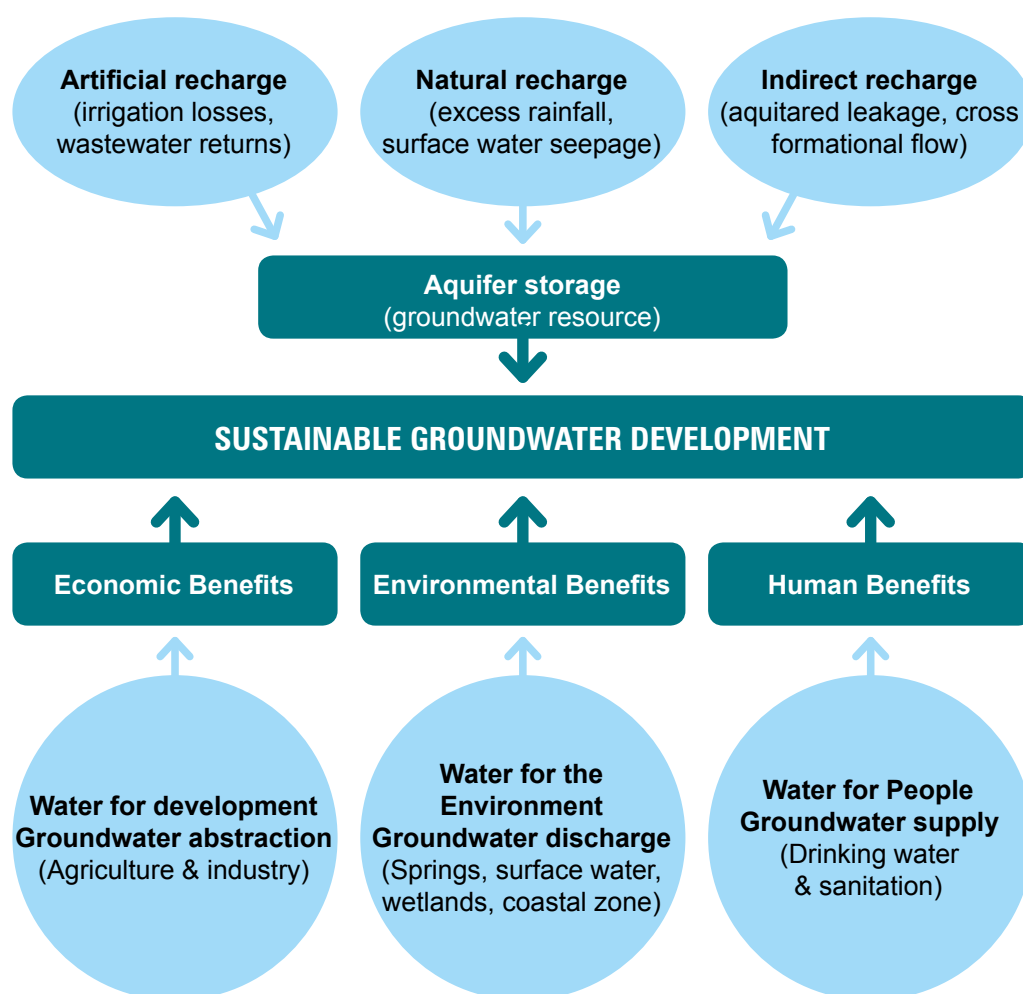 Artificial recharge
(irrigation losses,
wastewater returns)
Natural recharge
(excess rainfall,
surface water seepage)
Indirect recharge
(aquitared leakage, cross
formational flow)
Aquifer storage
(groundwater resource)
SUSTAINABLE GROUNDWATER DEVELOPMENT
Economic Benefits
Environmental Benefits
Human Benefits
Water for development
Groundwater abstraction
(Agriculture & industry)
Water for the
Environment
Groundwater discharge
(Springs, surface water,
wetlands, coastal zone)
Water for People
Groundwater supply
(Drinking water
& sanitation)